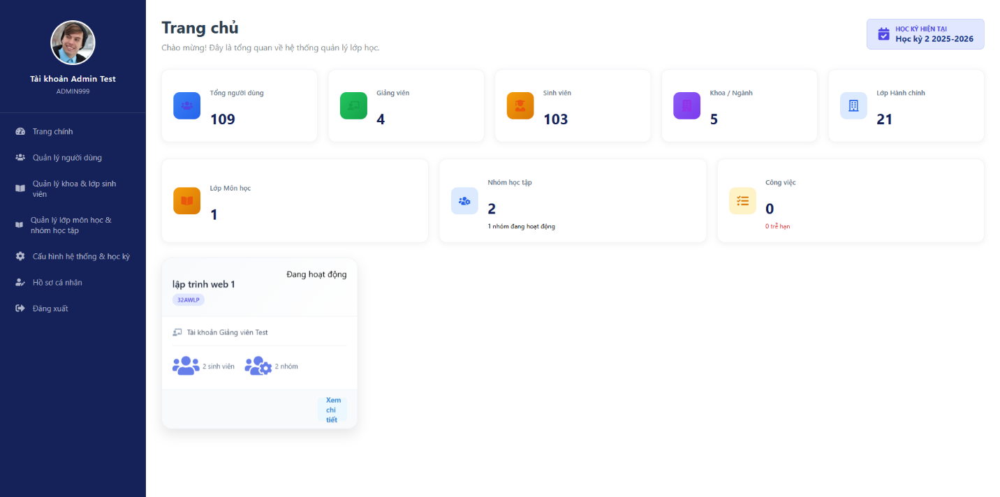 Tài khoản Admin Test
ADMIN999
Trang chính
Quản lý người dùng
Quản lý khoa & lớp sinh
viên
Quản lý lớp môn học &
nhóm học tập
Cấu hình hệ thống & học kỳ
Hồ sơ cá nhân
Đăng xuất
Trang chủ
Chào mừng! Đây là tổng quan về hệ thống quản lý lớp học.
HỌC KỲ HIỆN TẠI
Học kỳ 2 2025-2026
Tổng người dùng
109
Giảng viên
4
Sinh viên
103
Khoa / Ngành
5
Lớp Hành chính
21
Lớp Môn học
1
Nhóm học tập
2
1 nhóm đang hoạt động
Công việc
0
0 trễ hạn
Đang hoạt động
lập trình web 1
32AWLP
Tài khoản Giảng viên Test
2 sinh viên
2 nhóm
Xem
chi
tiết